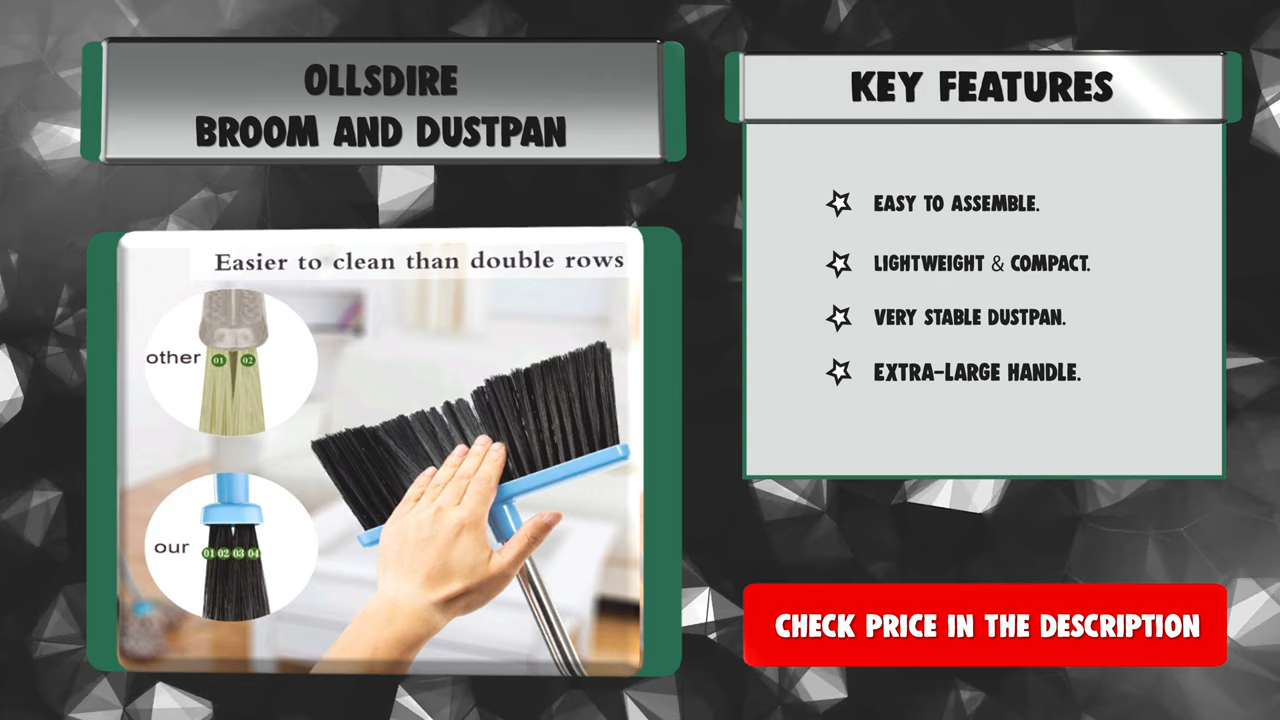 OLLSDIRE
BROOM AND DUSTPAN
Easier to clean than double rows
other
01 02
our
01 02 03 04
KEY FEATURES
EASY TO ASSEMBLE.
LIGHTWEIGHT & COMPACT.
VERY STABLE DUSTPAN.
EXTRA-LARGE HANDLE.
CHECK PRICE IN THE DESCRIPTION